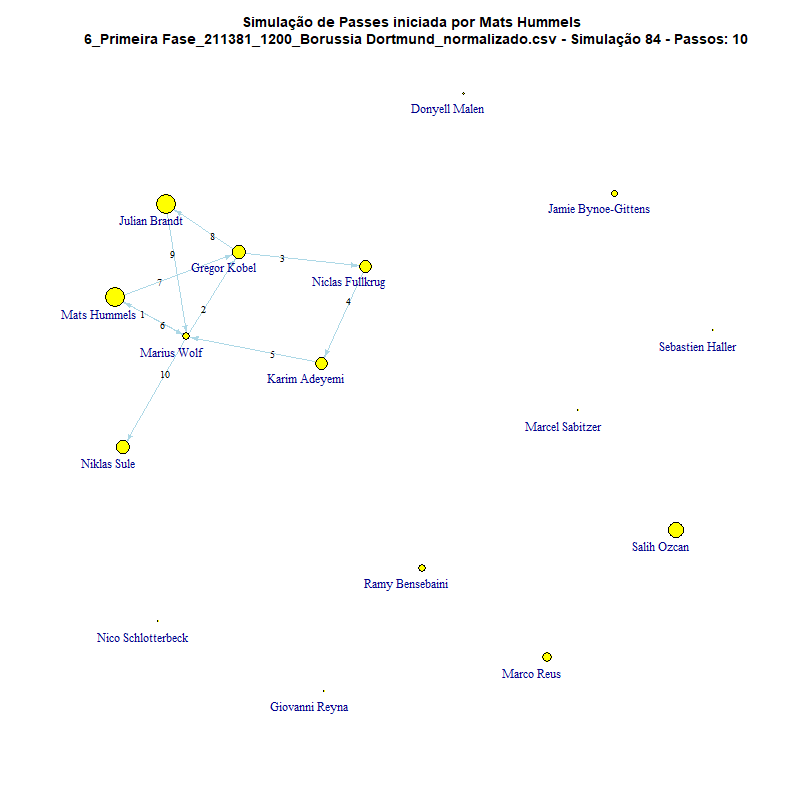 Simulação de Passes iniciada por Mats Hummels
6_Primeira Fase_211381_1200_Borussia Dortmund_normalizado.csv - Simulação 84 - Passos: 10
Donyell Malen
Jamie Bynoe-Gittens
Julian Brandt
8
9
3
Gregor Kobel
7
Niclas Fullkrug
4
2
Mats Hummels
1
6
Sebastien Haller
Marius Wolf
5
10
Karim Adeyemi
Marcel Sabitzer
Niklas Sule
Salih Ozcan
Ramy Bensebaini
Nico Schlotterbeck
Marco Reus
Giovanni Reyna